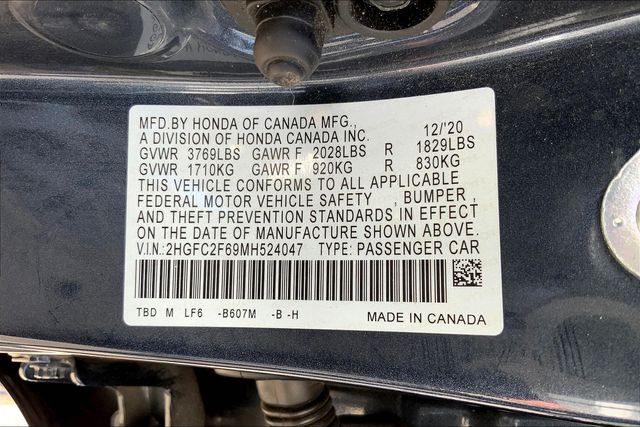 MFD.BY HONDA OF CANADA MFG.,
A DIVISION OF HONDA CANADA INC. 12/'20
GVWR 3769LBS GAWR F 2028LBS R 1829LBS
GVWR 1710KG GAWR F 920KG R 830KG
THIS VEHICLE CONFORMS TO ALL APPLICABLE
FEDERAL MOTOR VEHICLE SAFETY , BUMPER ,
AND THEFT PREVENTION STANDARDS IN EFFECT
ON THE DATE OF MANUFACTURE SHOWN ABOVE.
V.I.N.:2HGFC2F69MH524047 TYPE: PASSENGER CAR
TBD M LF6 -B607M -B -H MADE IN CANADA